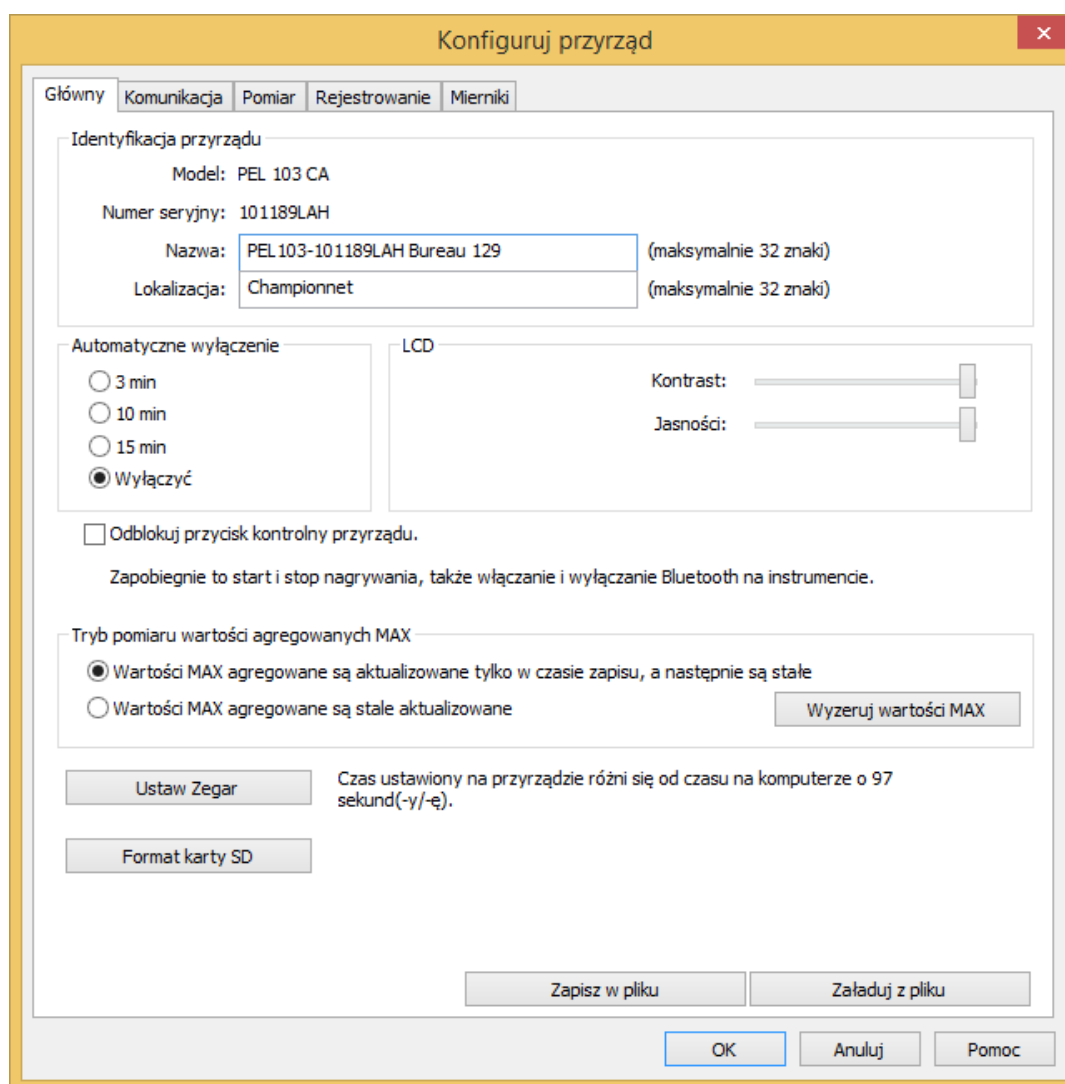 Konfiguruj przyrząd
Główny Komunikacja Pomiar Rejestrowanie Mierniki
Identyfikacja przyrządu
Model: PEL 103 CA
Numer seryjny: 101189LAH
Nazwa: PEL103-101189LAH Bureau 129 (maksymalnie 32 znaki)
Lokalizacja: Championnet (maksymalnie 32 znaki)
Automatyczne wyłączenie
3 min
10 min
15 min
Wyłączyć
LCD
Kontrast:
Jasności:
Odblokuj przycisk kontrolny przyrządu.
Zapobiegnie to start i stop nagrywania, także włączanie i wyłączanie Bluetooth na instrumencie.
Tryb pomiaru wartości agregowanych MAX
Wartości MAX agregowane są aktualizowane tylko w czasie zapisu, a następnie są stałe
Wartości MAX agregowane są stale aktualizowane
Wyzeruj wartości MAX
Ustaw Zegar
Czas ustawiony na przyrządzie różni się od czasu na komputerze o 97
sekund(-y/-ę).
Format karty SD
Zapisz w pliku Załaduj z pliku
OK Anuluj Pomoc